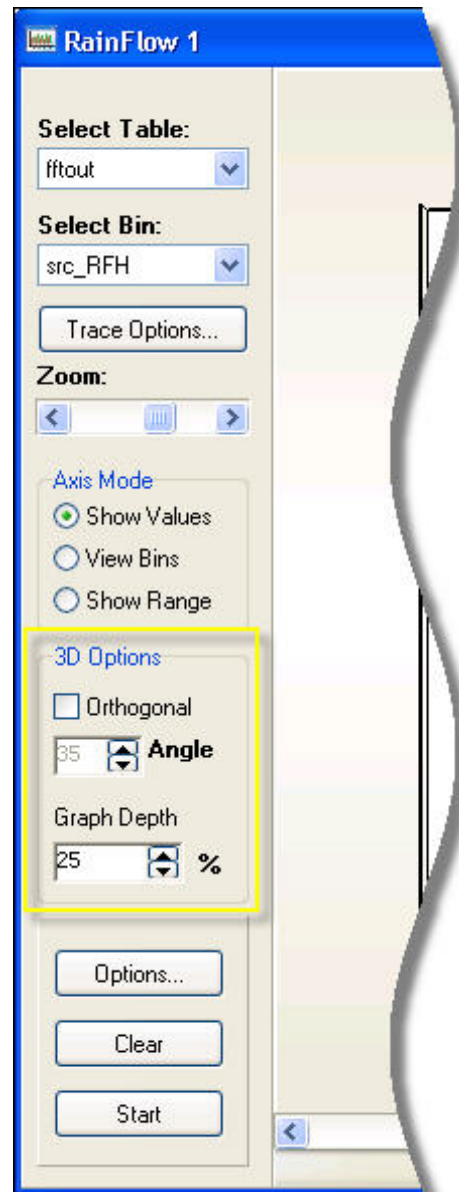 RainFlow 1
Select Table:
fftout
Select Bin:
src_RFH
Trace Options...
Zoom:
Axis Mode
Show Values
View Bins
Show Range
3D Options
Orthogonal
35 Angle
Graph Depth
25 %
Options...
Clear
Start